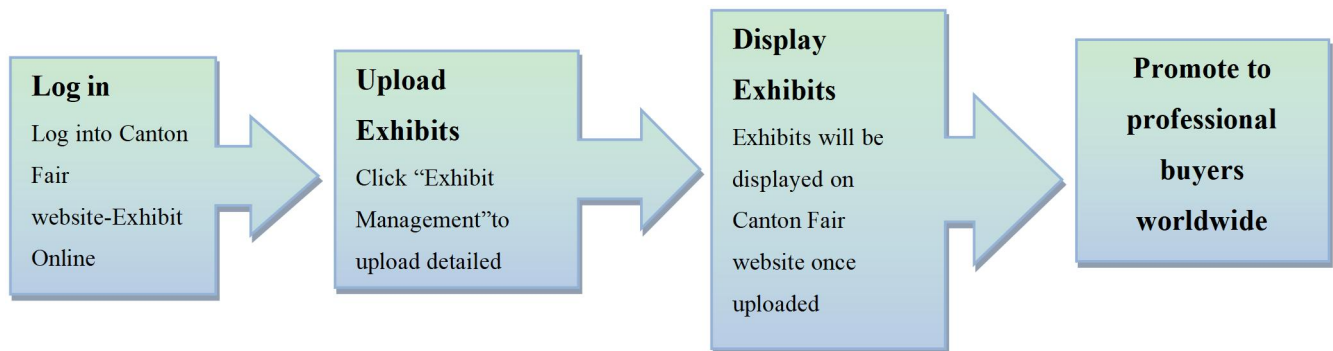 Log in
Log into Canton
Fair
website-Exhibit
Online
Upload
Exhibits
Click “Exhibit
Management”to
upload detailed
Display
Exhibits
Exhibits will be
displayed on
Canton Fair
website once
uploaded
Promote to
professional
buyers
worldwide